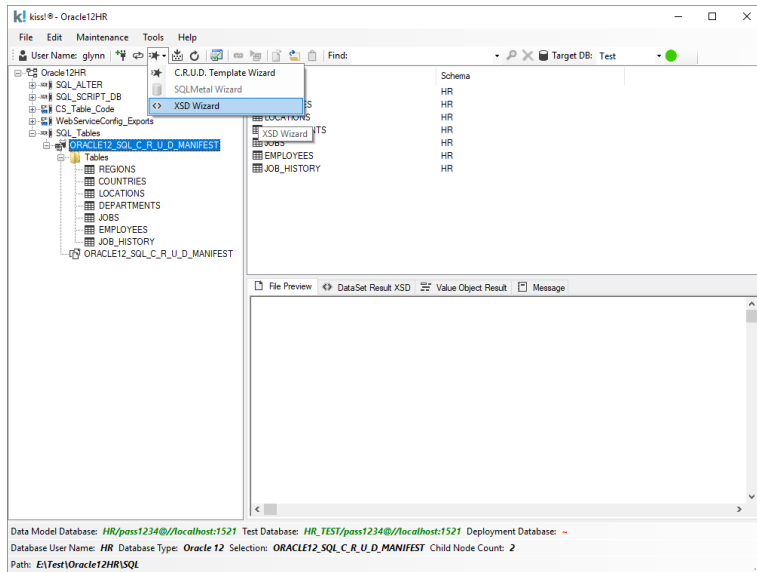 k! kiss!® - Oracle12HR
File Edit Maintenance Tools Help
User Name: glynn Find: Target DB: Test
Oracle12HR
SQL_ALTER
SQL_SCRIPT_DB
CS_Table_Code
WebServiceConfig_Exports
SQL_Tables
ORACLE12_SQL_C_R_U_D_MANIFEST
Tables
REGIONS
COUNTRIES
LOCATIONS
DEPARTMENTS
JOBS
EMPLOYEES
JOB_HISTORY
ORACLE12_SQL_C_R_U_D_MANIFEST
C.R.U.D. Template Wizard
SQLMetal Wizard
XSD Wizard
XSD Wizard
Schema
HR
ES HR
LOCATIONS HR
NTS HR
JOBS HR
EMPLOYEES HR
JOB_HISTORY HR
File Preview DataSet Result XSD Value Object Result Message
Data Model Database: HR/pass1234@//localhost:1521 Test Database: HR_TEST/pass1234@//localhost:1521 Deployment Database: ~
Database User Name: HR Database Type: Oracle 12 Selection: ORACLE12_SQL_C_R_U_D_MANIFEST Child Node Count: 2
Path: E:\Test\Oracle12HR\SQL